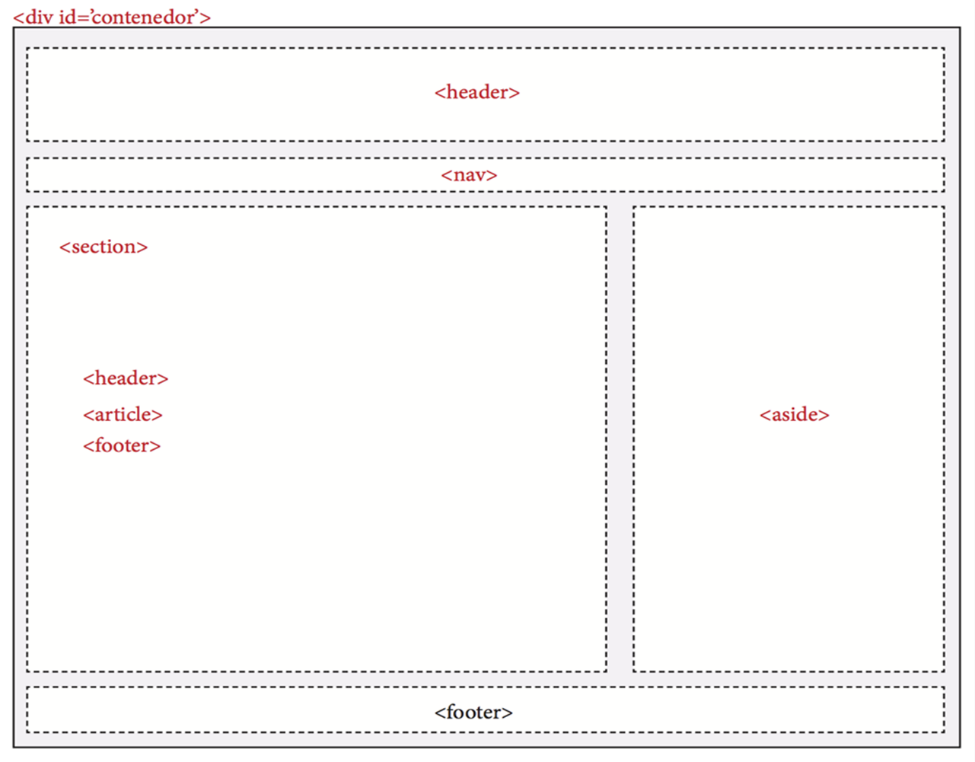 <div id=’contenedor’>
<header>
<nav>
<section>
<header>
<article>
<footer>
<aside>
<footer>